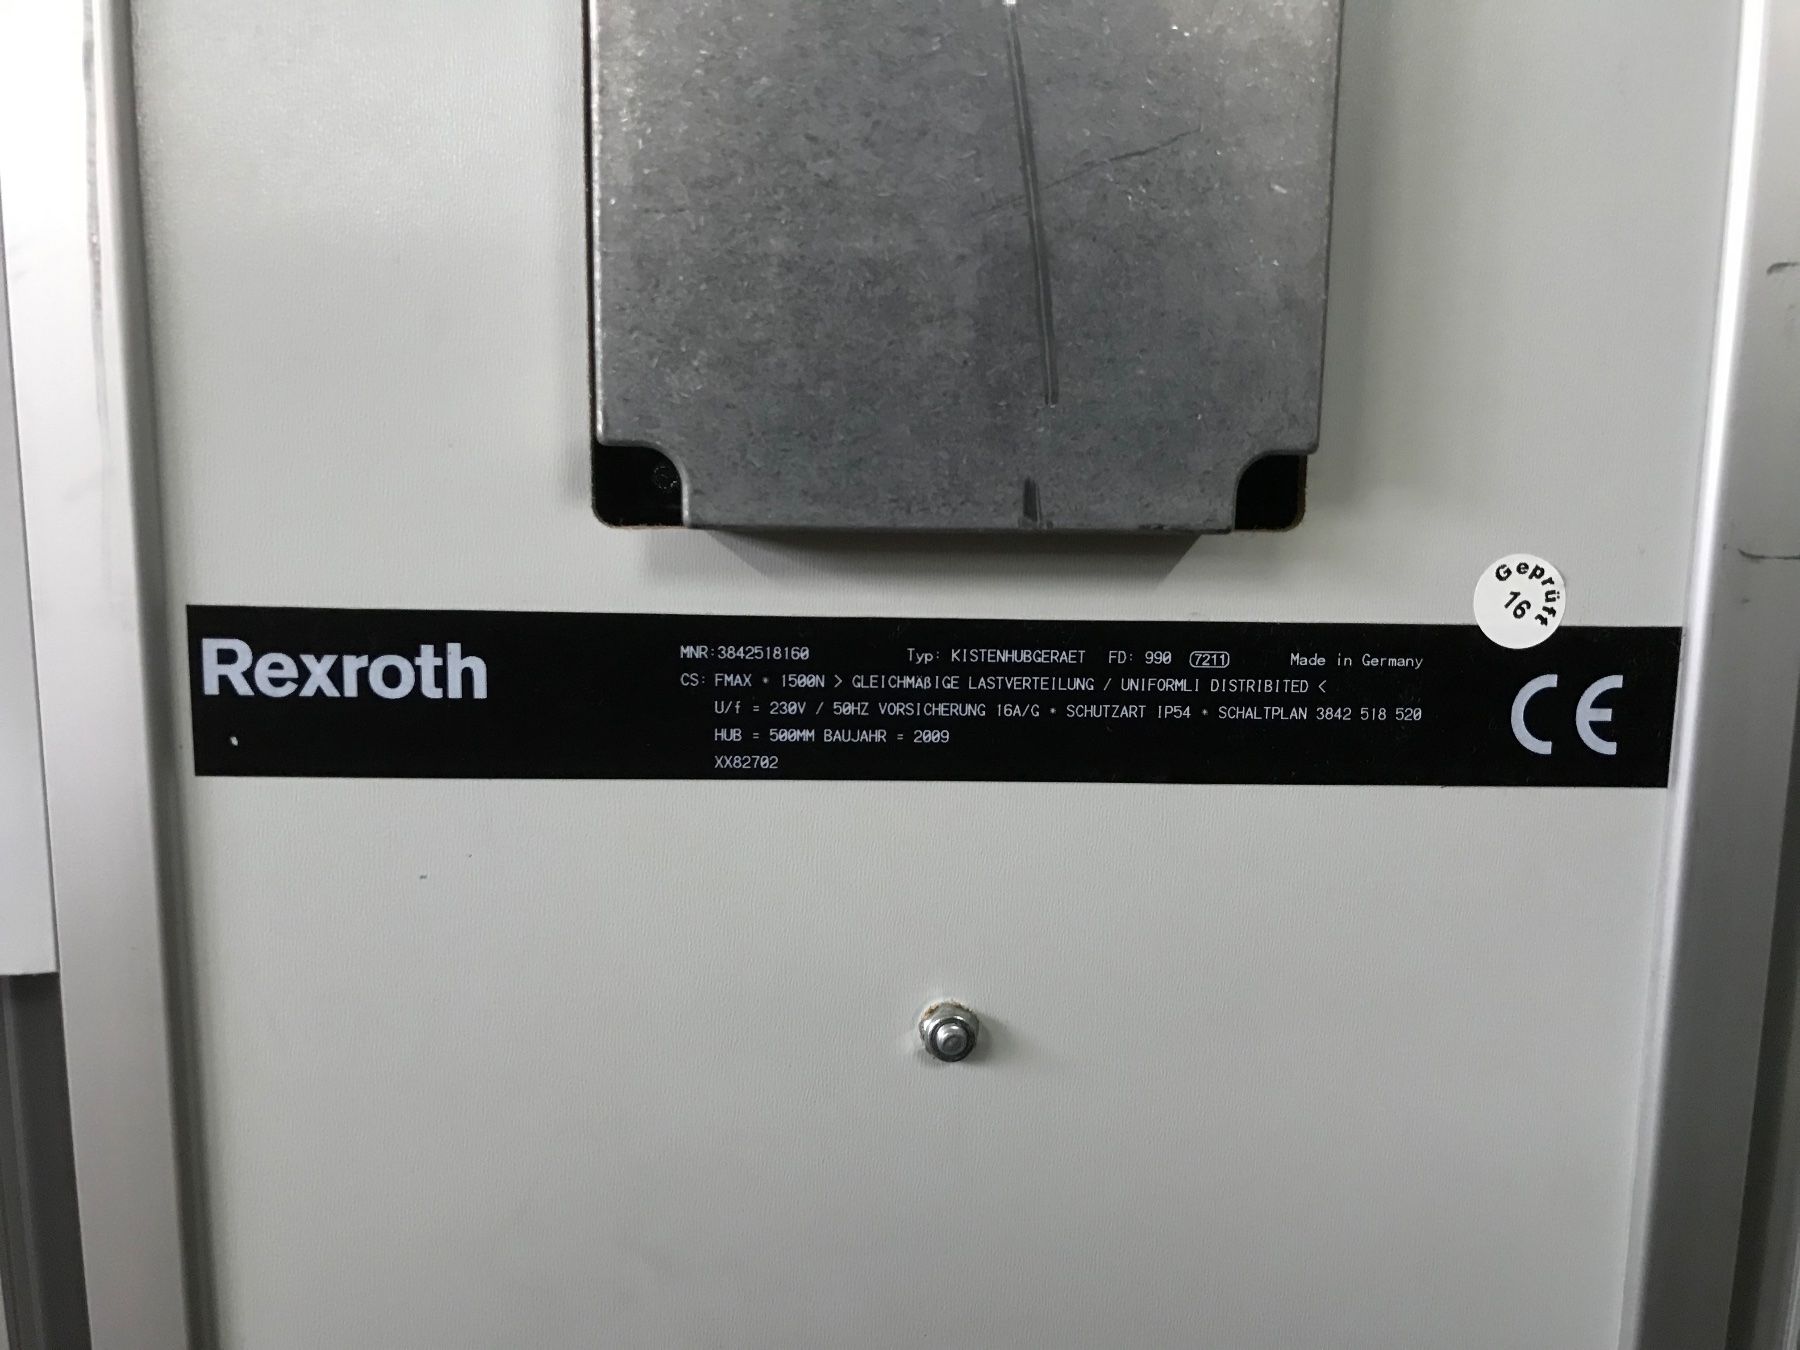 Geprüft
16
Rexroth
MNR:3842518160 Typ: KISTENHUBGERAET FD: 990 7211 Made in Germany
CS: FMAX * 1500N > GLEICHMÄßIGE LASTVERTEILUNG / UNIFORMLI DISTRIBITED <
U/f = 230V / 50HZ VORSICHERUNG 16A/G * SCHUTZART IP54 * SCHALTPLAN 3842 518 520
HUB = 500MM BAUJAHR = 2009
XX82702
CE